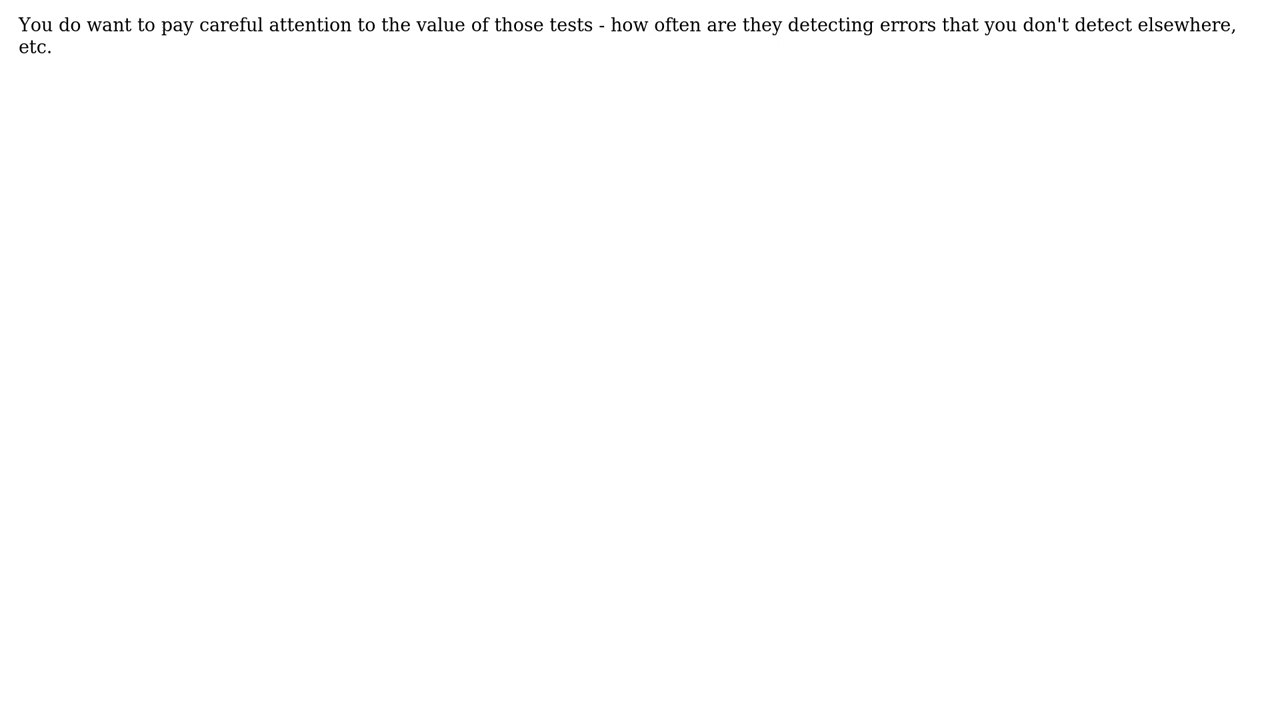 You do want to pay careful attention to the value of those tests - how often are they detecting errors that you don't detect elsewhere,
etc.